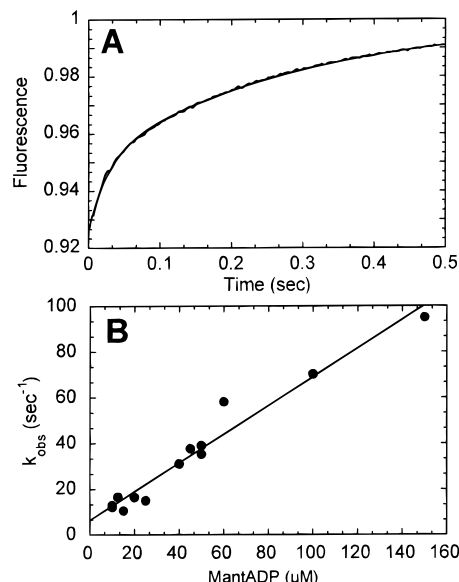 1
A
0.98
0.96
0.94
0.92
Fluorescence
0 0.1 0.2 0.3 0.4 0.5
Time (sec)
100
B
80
60
40
20
0
k_obs (sec⁻¹)
0 20 40 60 80 100 120 140 160
MantADP (µM)